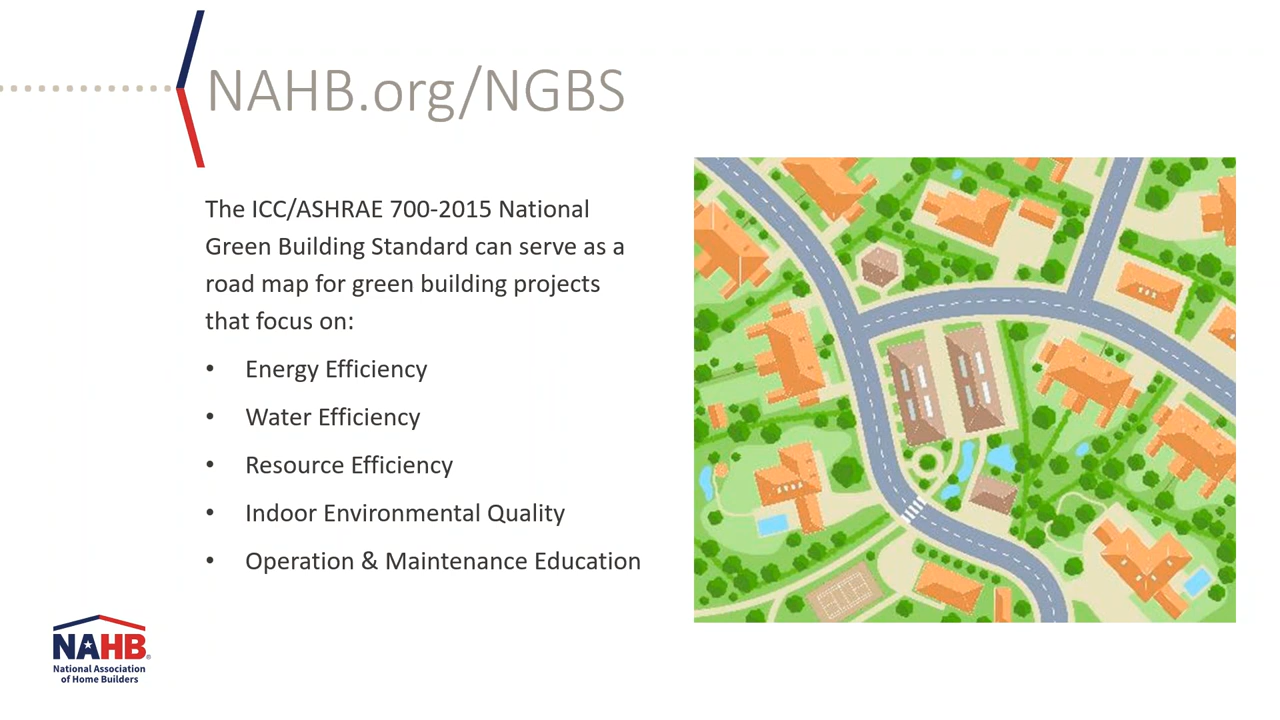 NAHB.org/NGBS
The ICC/ASHRAE 700-2015 National
Green Building Standard can serve as a
road map for green building projects
that focus on:
• Energy Efficiency
• Water Efficiency
• Resource Efficiency
• Indoor Environmental Quality
• Operation & Maintenance Education
NAHB®
National Association
of Home Builders